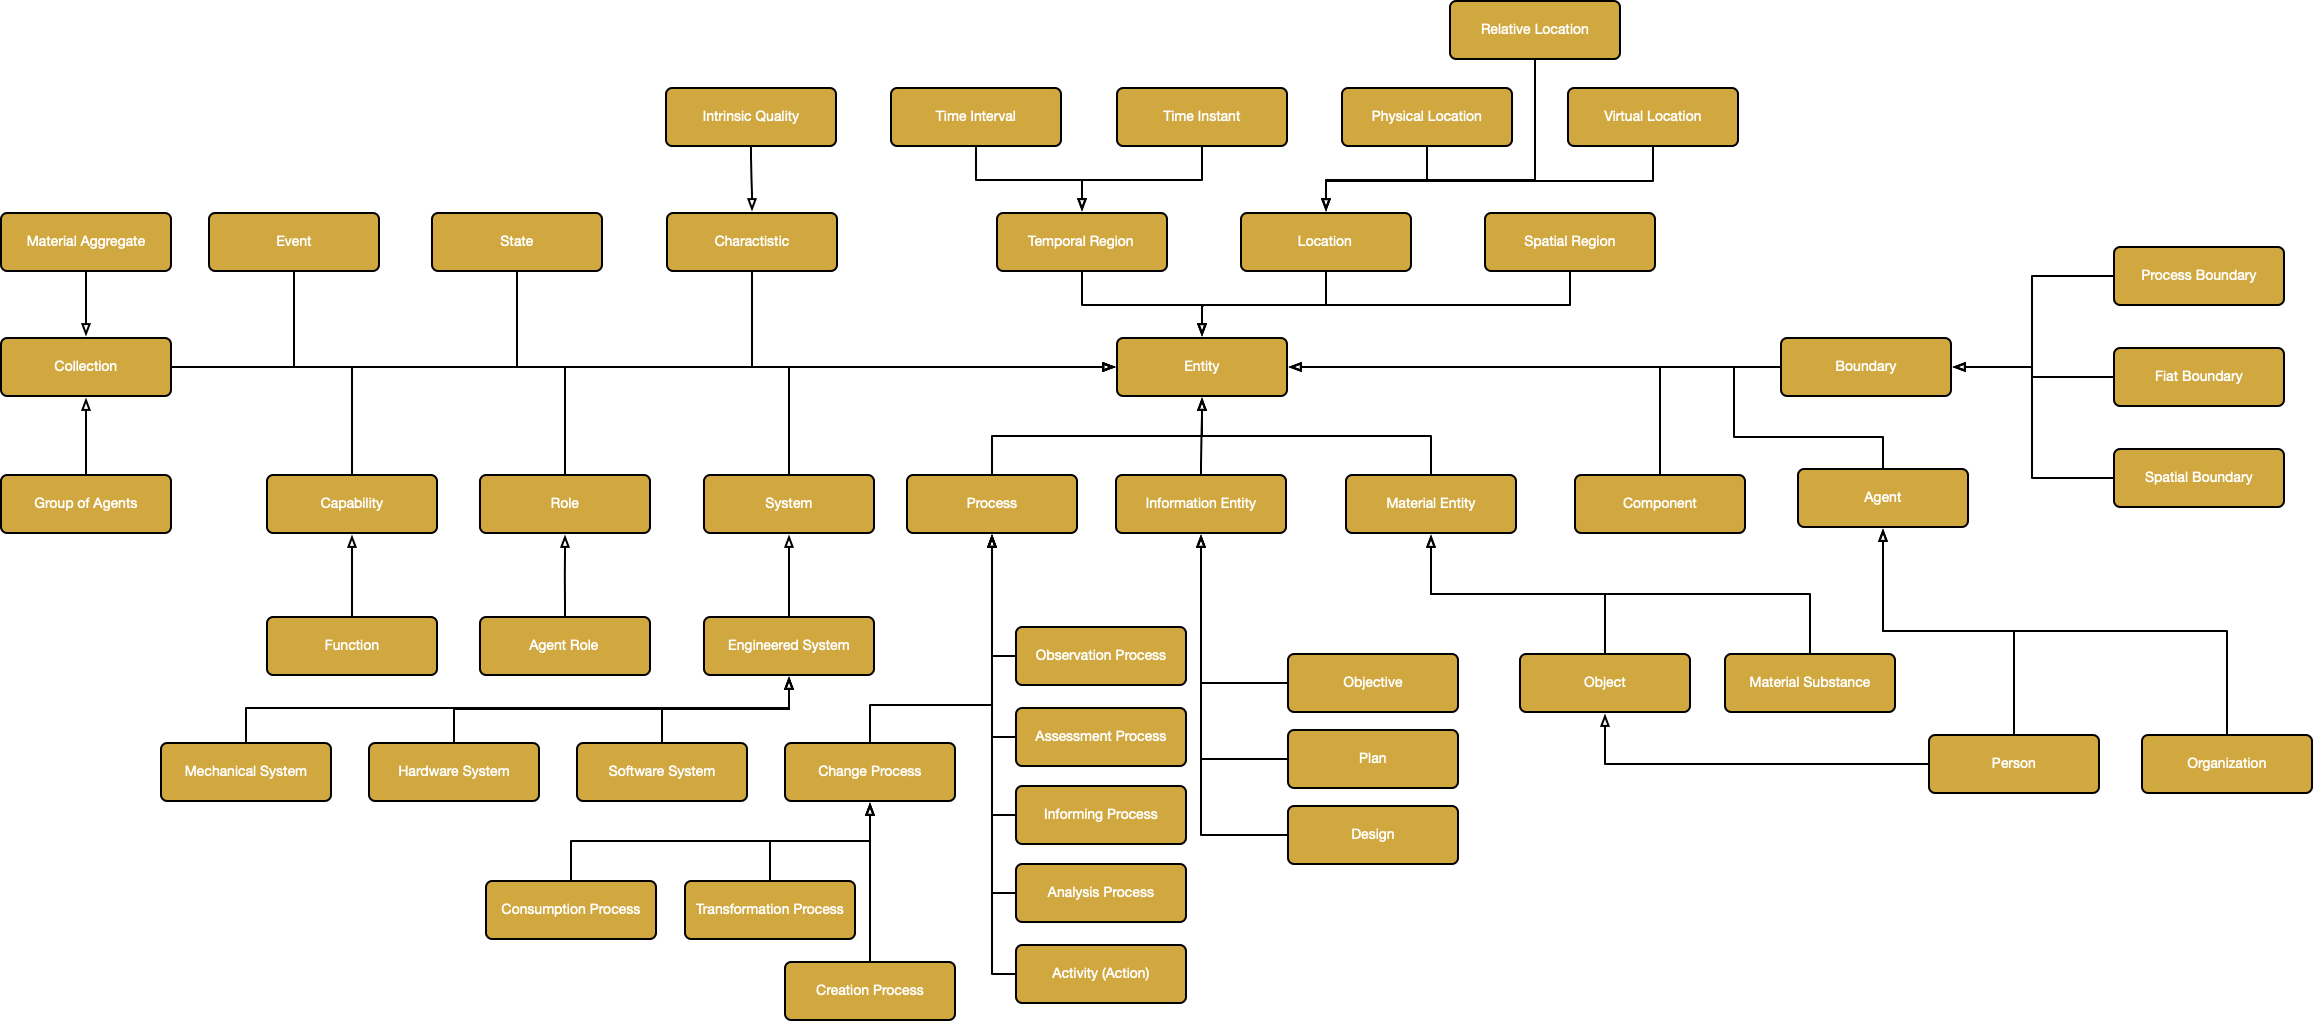 Relative Location
Intrinsic Quality
Time Interval
Time Instant
Physical Location
Virtual Location
Material Aggregate
Event
State
Charactistic
Temporal Region
Location
Spatial Region
Process Boundary
Collection
Entity
Boundary
Fiat Boundary
Group of Agents
Capability
Role
System
Process
Information Entity
Material Entity
Component
Agent
Spatial Boundary
Function
Agent Role
Engineered System
Observation Process
Objective
Object
Material Substance
Mechanical System
Hardware System
Software System
Change Process
Assessment Process
Plan
Person
Organization
Informing Process
Design
Consumption Process
Transformation Process
Analysis Process
Creation Process
Activity (Action)